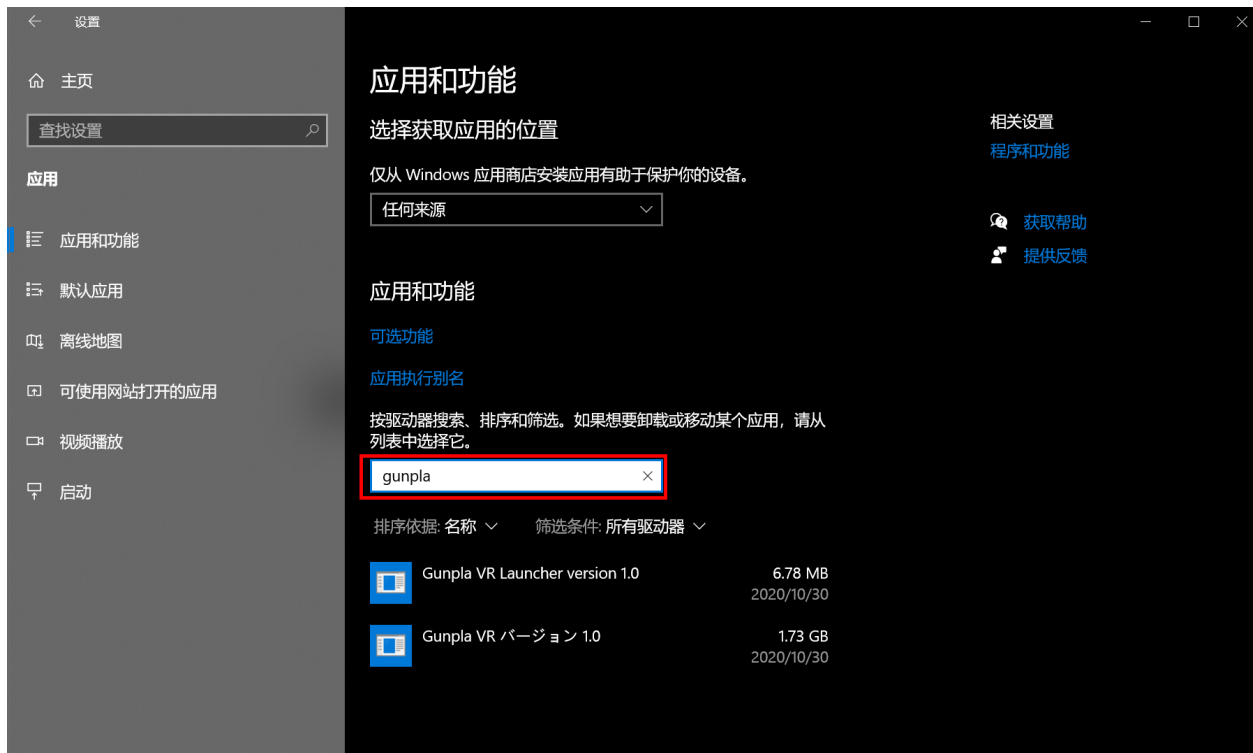 设置
主页
查找设置
应用
应用和功能
默认应用
离线地图
可使用网站打开的应用
视频播放
启动
应用和功能
选择获取应用的位置
仅从 Windows 应用商店安装应用有助于保护你的设备。
任何来源
应用和功能
可选功能
应用执行别名
按驱动器搜索、排序和筛选。如果想要卸载或移动某个应用，请从
列表中选择它。
gunpla
排序依据: 名称 筛选条件: 所有驱动器
Gunpla VR Launcher version 1.0 6.78 MB
2020/10/30
Gunpla VR バージョン 1.0 1.73 GB
2020/10/30
相关设置
程序和功能
获取帮助
提供反馈